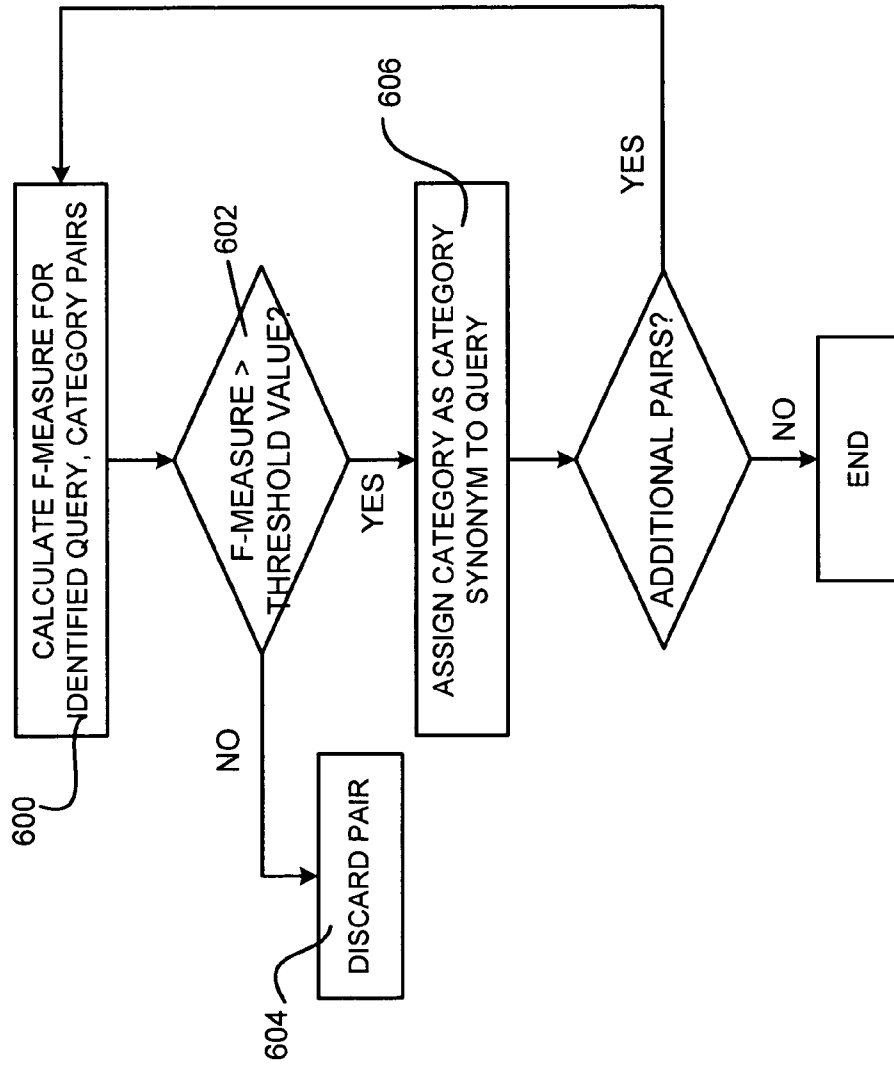 600
CALCULATE F-MEASURE FOR
IDENTIFIED QUERY, CATEGORY PAIRS
602
F-MEASURE >
THRESHOLD VALUE?
NO
YES
604
DISCARD PAIR
606
ASSIGN CATEGORY AS CATEGORY
SYNONYM TO QUERY
ADDITIONAL PAIRS?
YES
NO
END